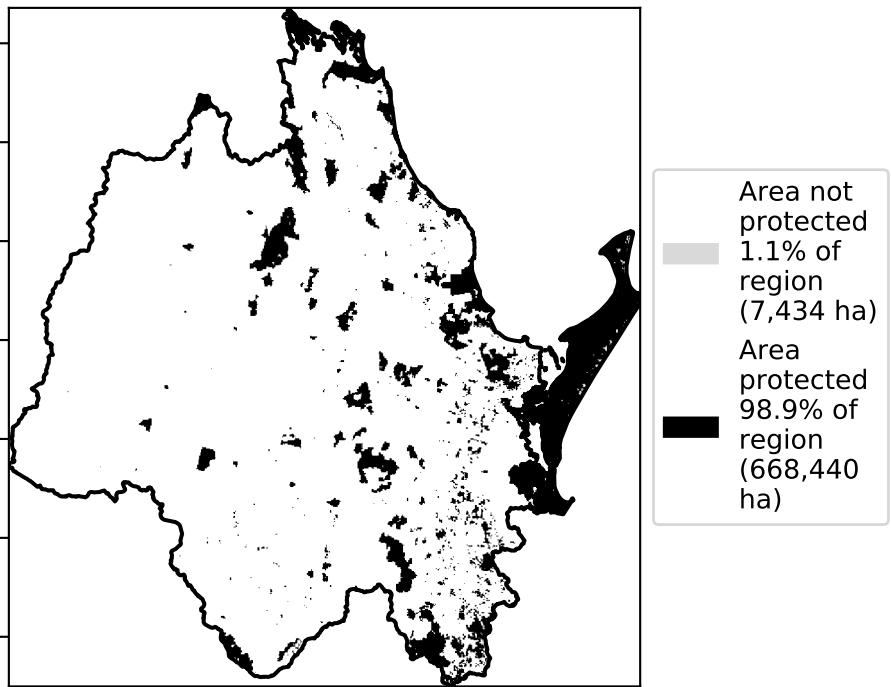 Area not
protected
1.1% of
region
(7,434 ha)
Area
protected
98.9% of
region
(668,440
ha)